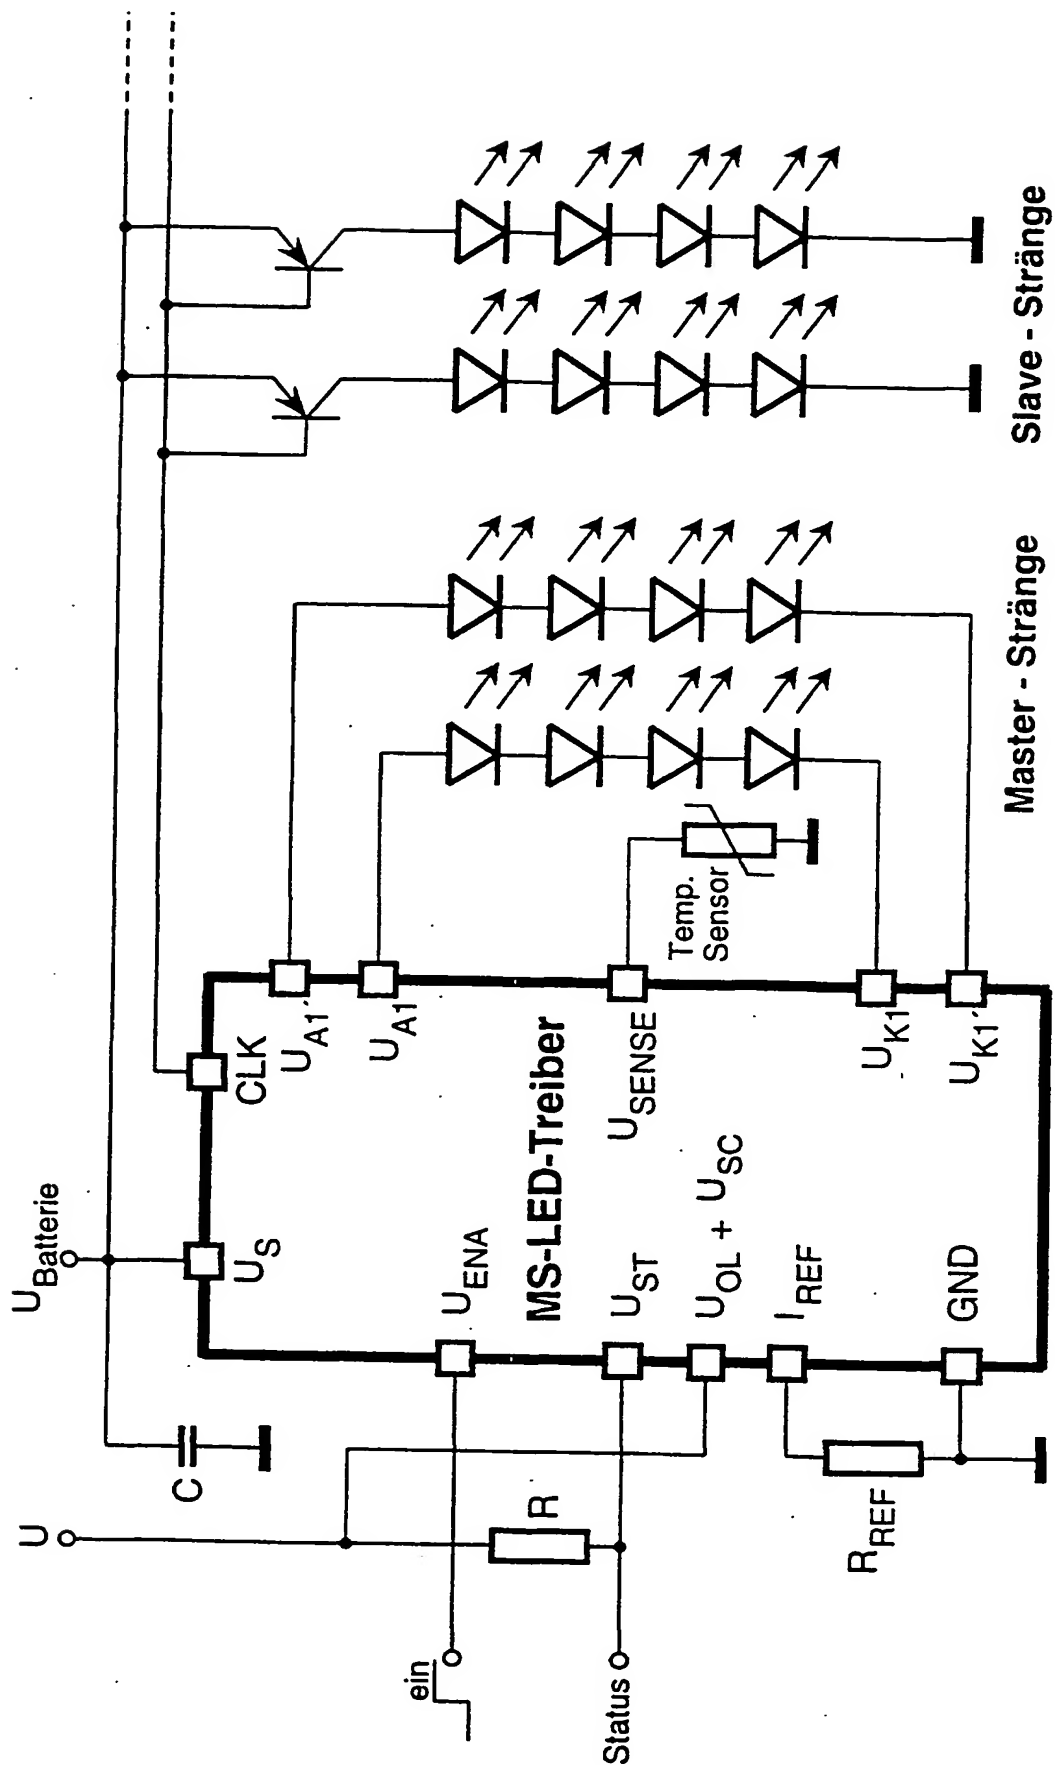 U_Batterie
U
C
U_S
CLK
U_A1´
U_A1
ein
U_ENA
MS-LED-Treiber
R
Status
U_ST
U_SENSE
Temp.
Sensor
U_OL + U_SC
I_REF
R_REF
GND
U_K1
U_K1´
Master - Stränge
Slave - Stränge